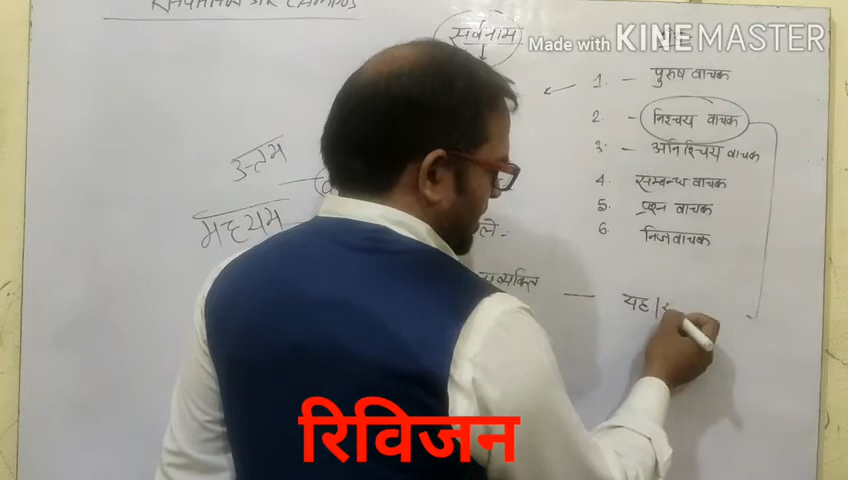 सर्वनाम
Made with KINEMASTER
1. - पुरुष वाचक
2. - निश्चय वाचक
3. - अनिश्चिय वाचक
4. सम्बन्ध वाचक
5. प्रश्न वाचक
6. निजवाचक
उत्तम
मध्यम
ले -
व्यक्ति — यह|
रिविजन